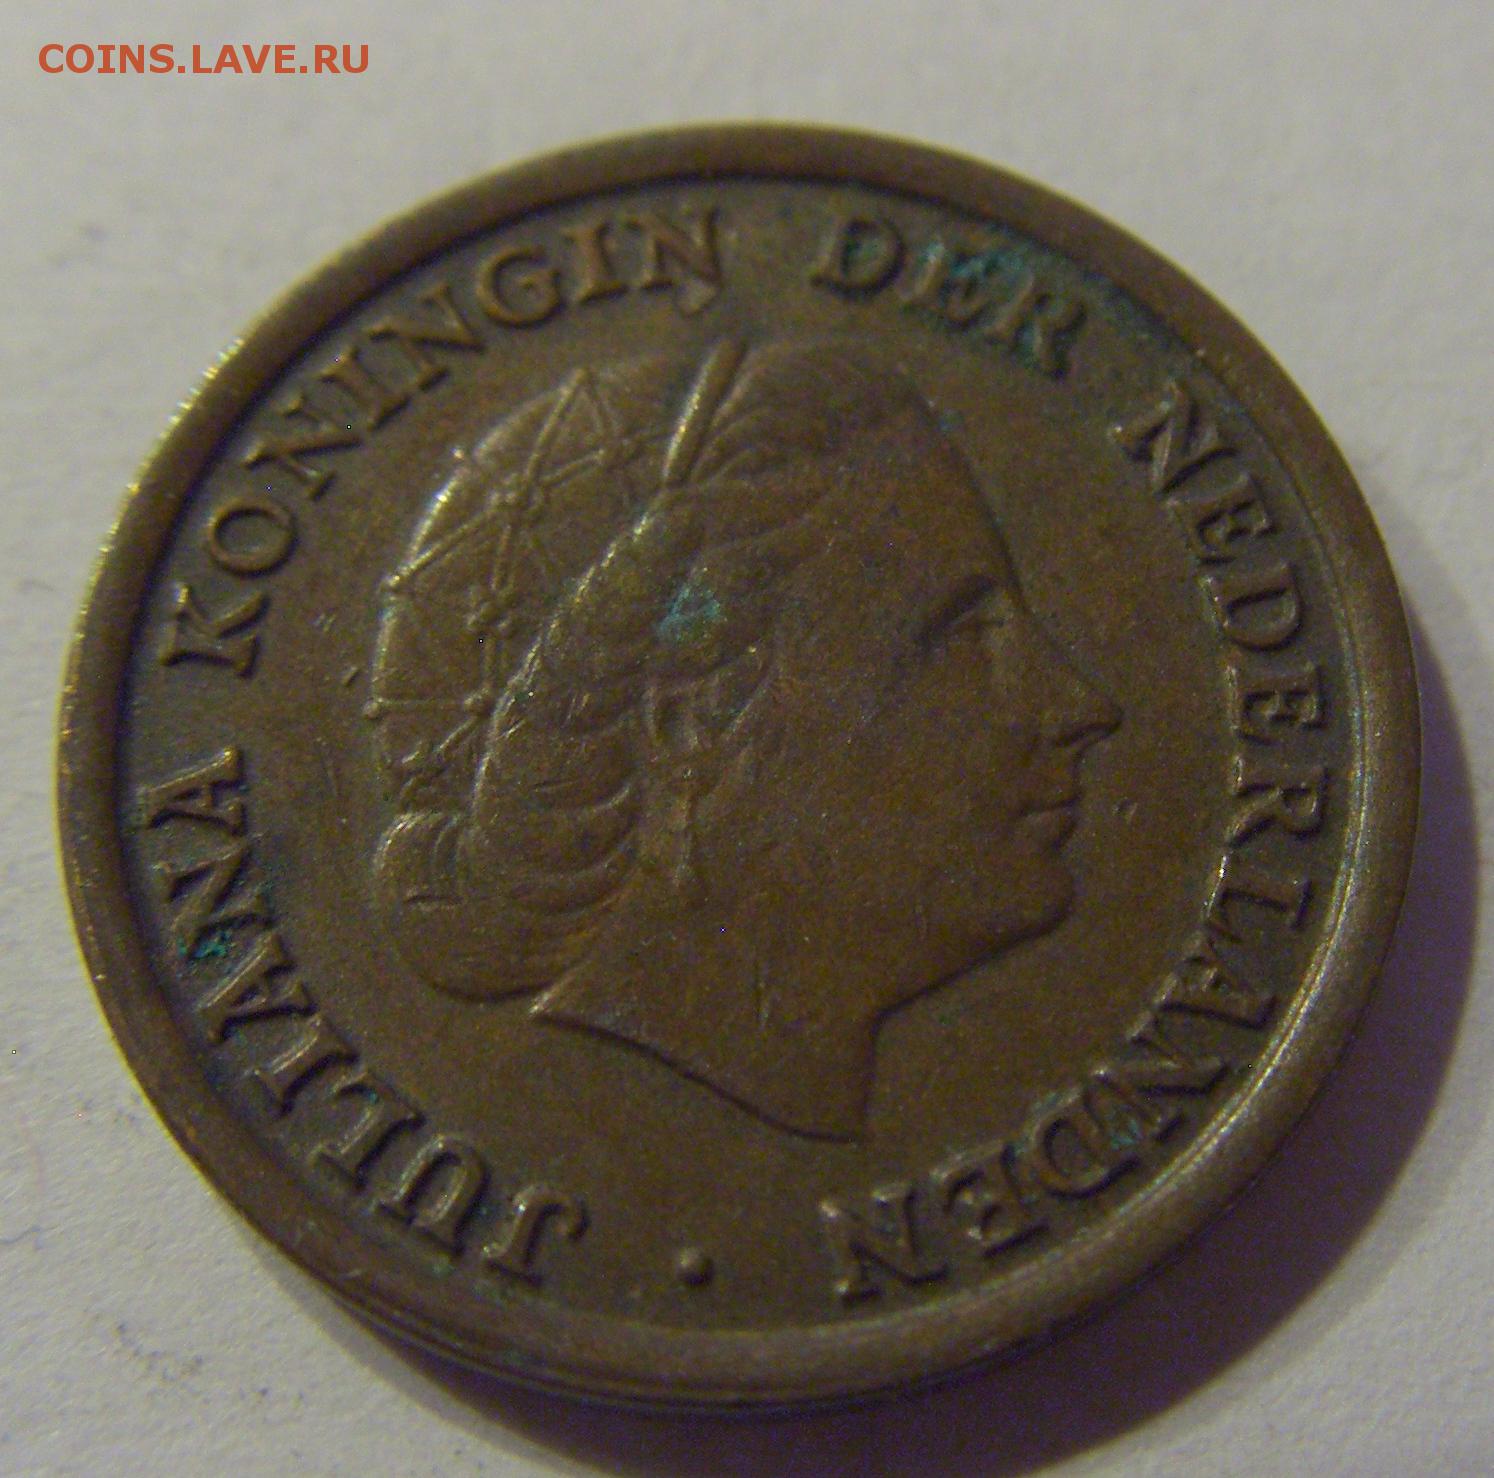 COINS.LAVE.RU
JULIANA KONINGIN DER NEDERLANDEN ·